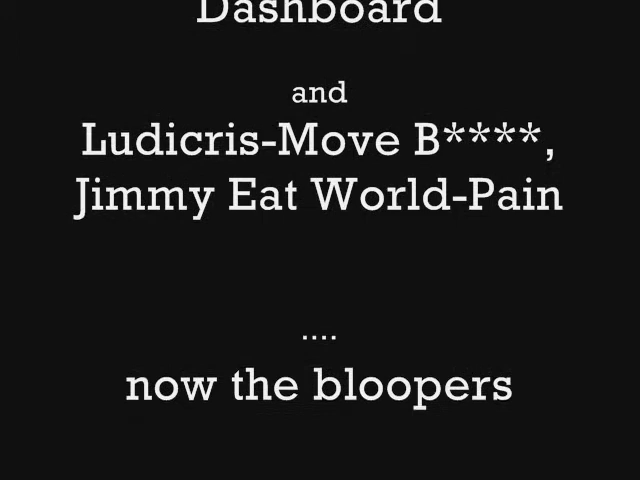 Dashboard
and
Ludicris-Move B****,
Jimmy Eat World-Pain
....
now the bloopers